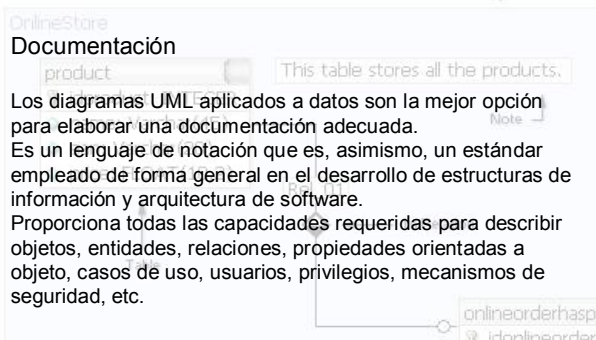 OnlineStore
Documentación
product
This table stores all the products.
Los diagramas UML aplicados a datos son la mejor opción
para elaborar una documentación adecuada.
Note
Es un lenguaje de notación que es, asimismo, un estándar
empleado de forma general en el desarrollo de estructuras de
información y arquitectura de software.
Rel_01
Proporciona todas las capacidades requeridas para describir
objetos, entidades, relaciones, propiedades orientadas a
Table
objeto, casos de uso, usuarios, privilegios, mecanismos de
seguridad, etc.
onlineorderhasp
idonlineorder